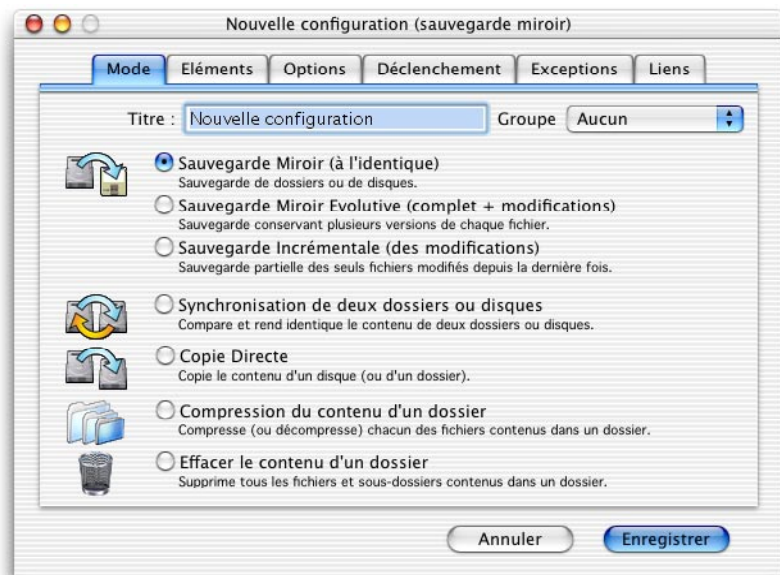 Nouvelle configuration (sauvegarde miroir)
Mode Eléments Options Déclenchement Exceptions Liens
Titre : Nouvelle configuration Groupe Aucun
Sauvegarde Miroir (à l'identique)
Sauvegarde de dossiers ou de disques.
Sauvegarde Miroir Evolutive (complet + modifications)
Sauvegarde conservant plusieurs versions de chaque fichier.
Sauvegarde Incrémentale (des modifications)
Sauvegarde partielle des seuls fichiers modifiés depuis la dernière fois.
Synchronisation de deux dossiers ou disques
Compare et rend identique le contenu de deux dossiers ou disques.
Copie Directe
Copie le contenu d'un disque (ou d'un dossier).
Compression du contenu d'un dossier
Compresse (ou décompresse) chacun des fichiers contenus dans un dossier.
Effacer le contenu d'un dossier
Supprime tous les fichiers et sous-dossiers contenus dans un dossier.
Annuler Enregistrer